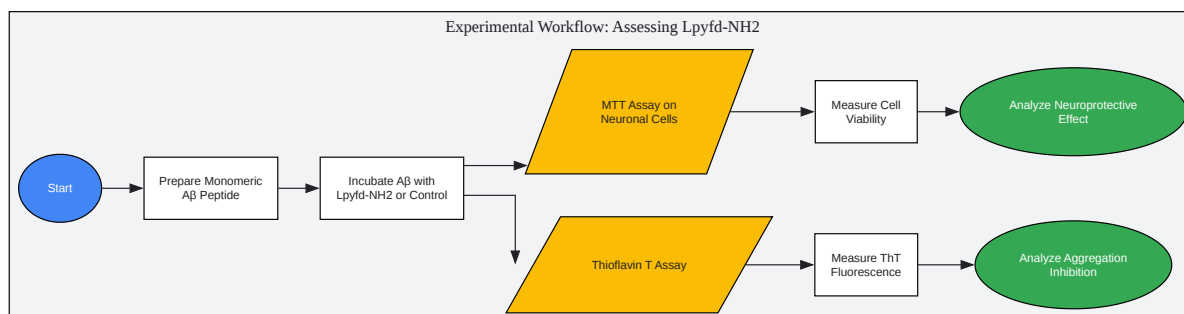 Experimental Workflow: Assessing Lpyfd-NH2
Start
Prepare Monomeric
Aβ Peptide
Incubate Aβ with
Lpyfd-NH2 or Control
MTT Assay on
Neuronal Cells
Measure Cell
Viability
Analyze Neuroprotective
Effect
Thioflavin T Assay
Measure ThT
Fluorescence
Analyze Aggregation
Inhibition